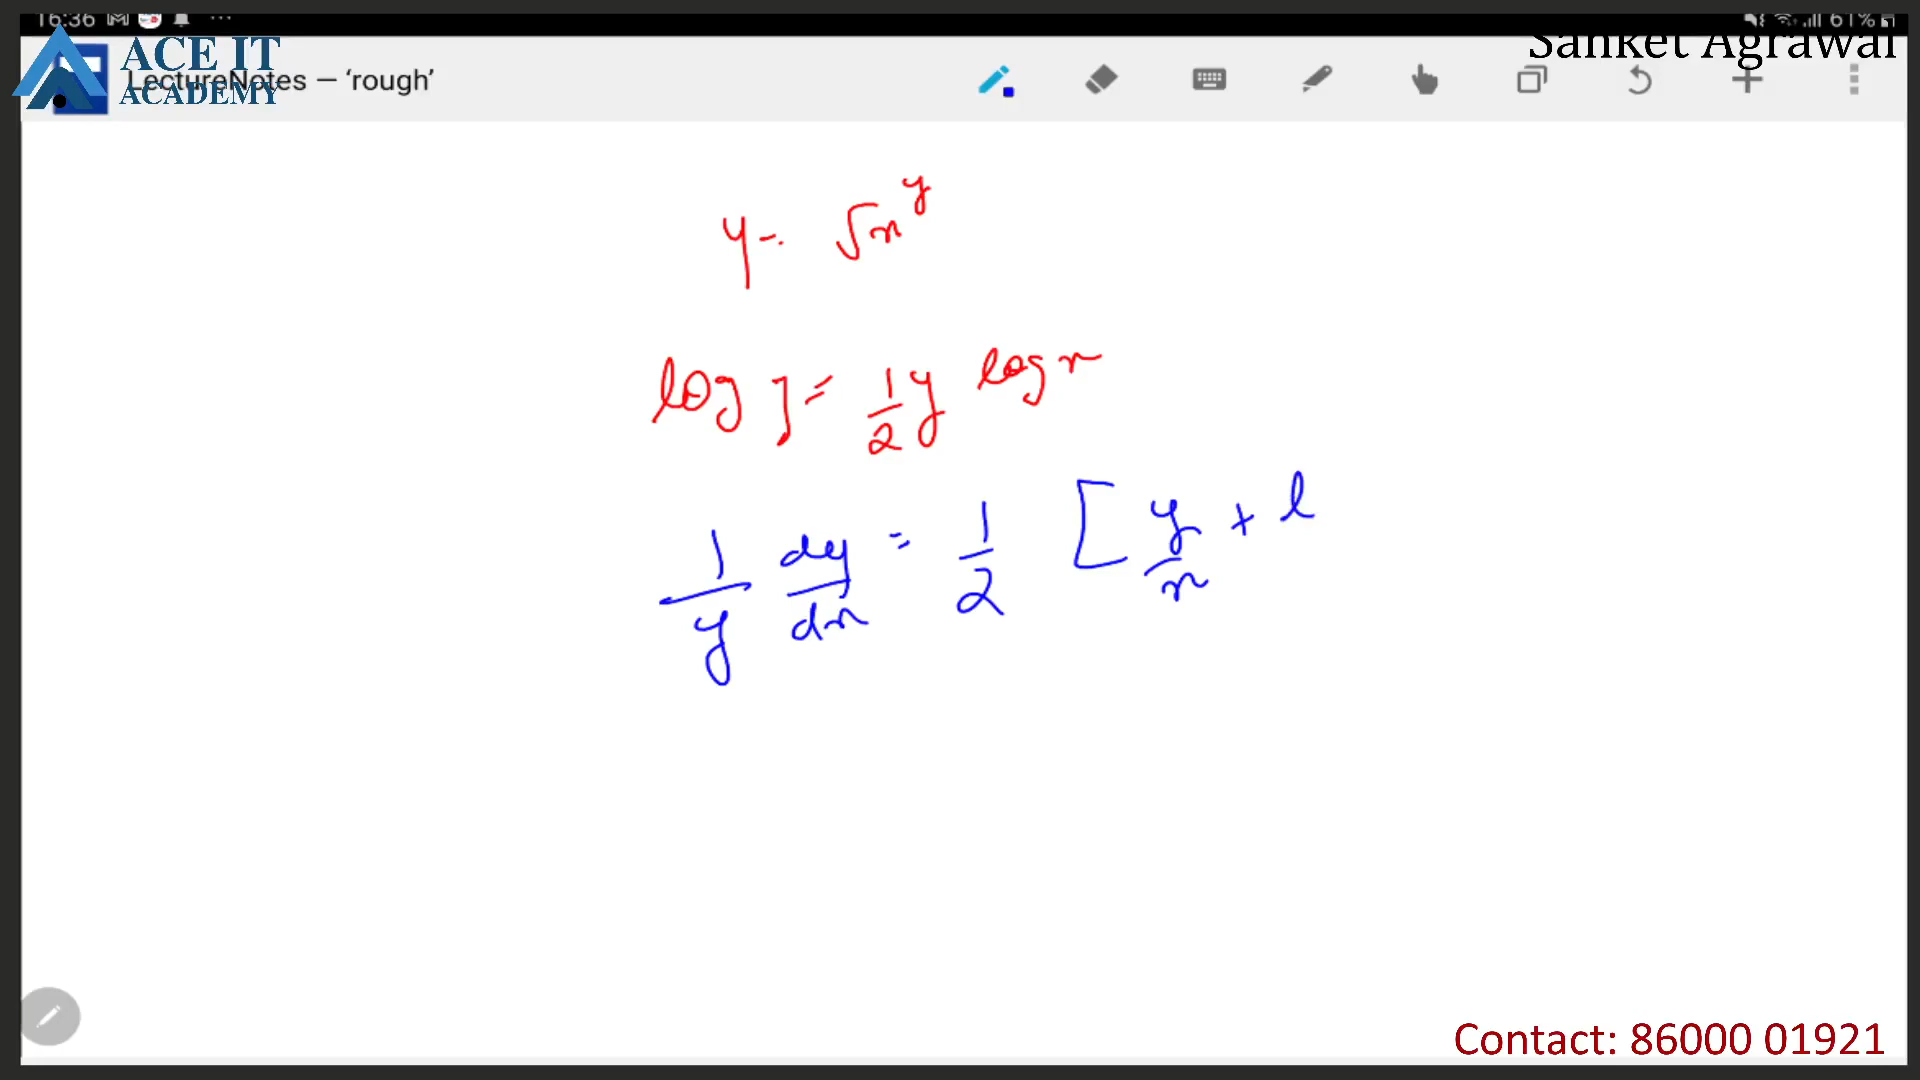 16:36 61%
ACE IT
ACADEMY
LectureNotes — ‘rough’
Sanket Agrawal
y = √x^y
log y = 1/2 y log x
1/y dy/dx = 1/2 [ y/x + l
Contact: 86000 01921